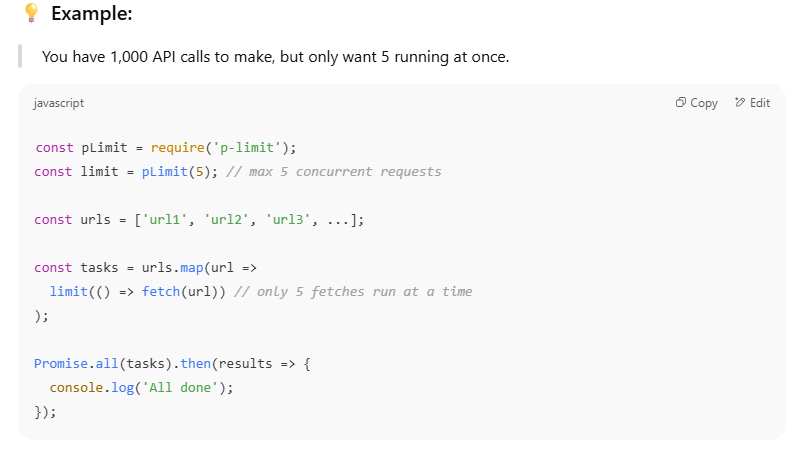 💡 Example:
You have 1,000 API calls to make, but only want 5 running at once.
javascript
Copy
Edit
const pLimit = require('p-limit');
const limit = pLimit(5); // max 5 concurrent requests
const urls = ['url1', 'url2', 'url3', ...];
const tasks = urls.map(url =>
  limit(() => fetch(url)) // only 5 fetches run at a time
);
Promise.all(tasks).then(results => {
  console.log('All done');
});